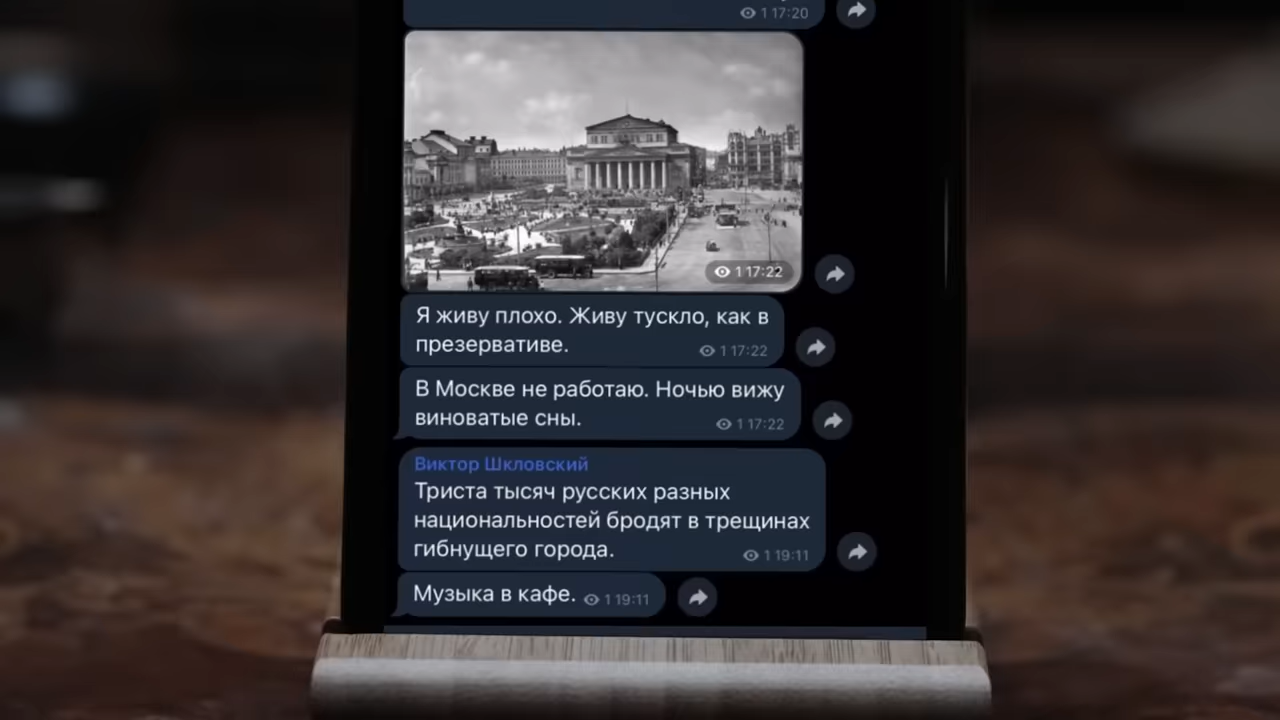 1 17:20
1 17:22
Я живу плохо. Живу тускло, как в
презервативе.
1 17:22
В Москве не работаю. Ночью вижу
виноватые сны.
1 17:22
Виктор Шкловский
Триста тысяч русских разных
национальностей бродят в трещинах
гибнущего города.
1 19:11
Музыка в кафе.
1 19:11